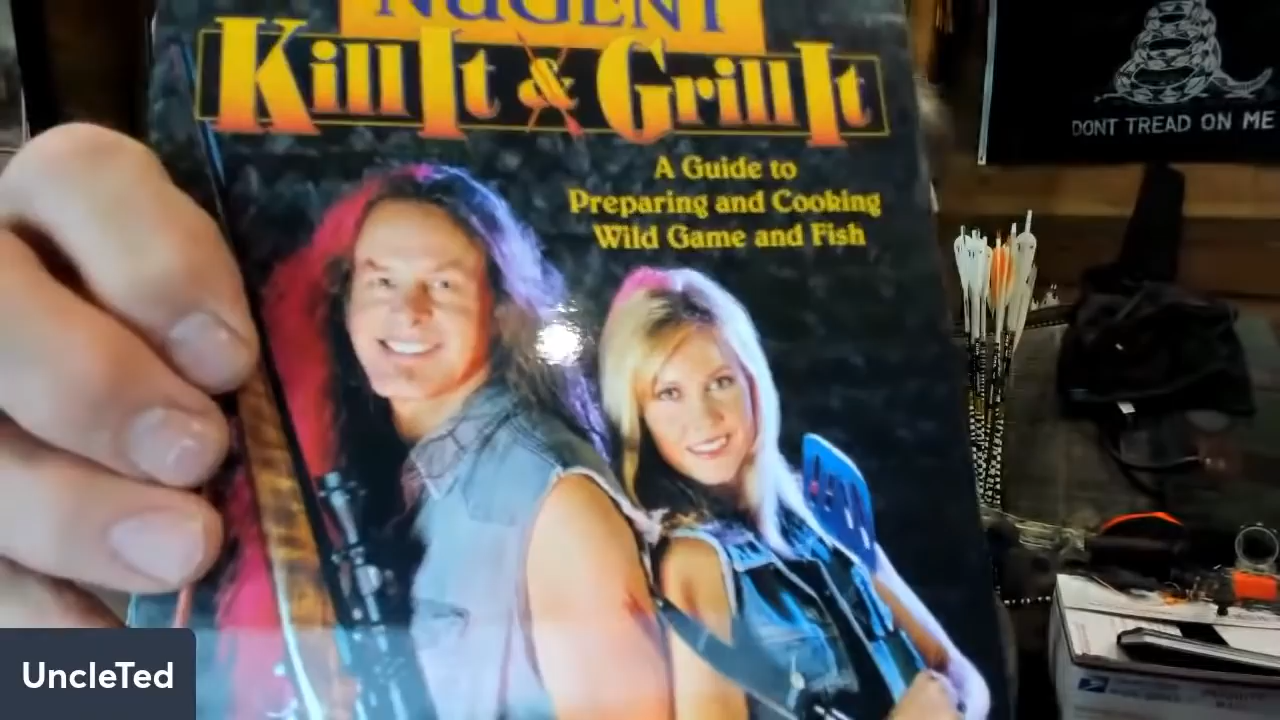 NUGENT
Kill It & Grill It
A Guide to
Preparing and Cooking
Wild Game and Fish
DONT TREAD ON ME
UncleTed